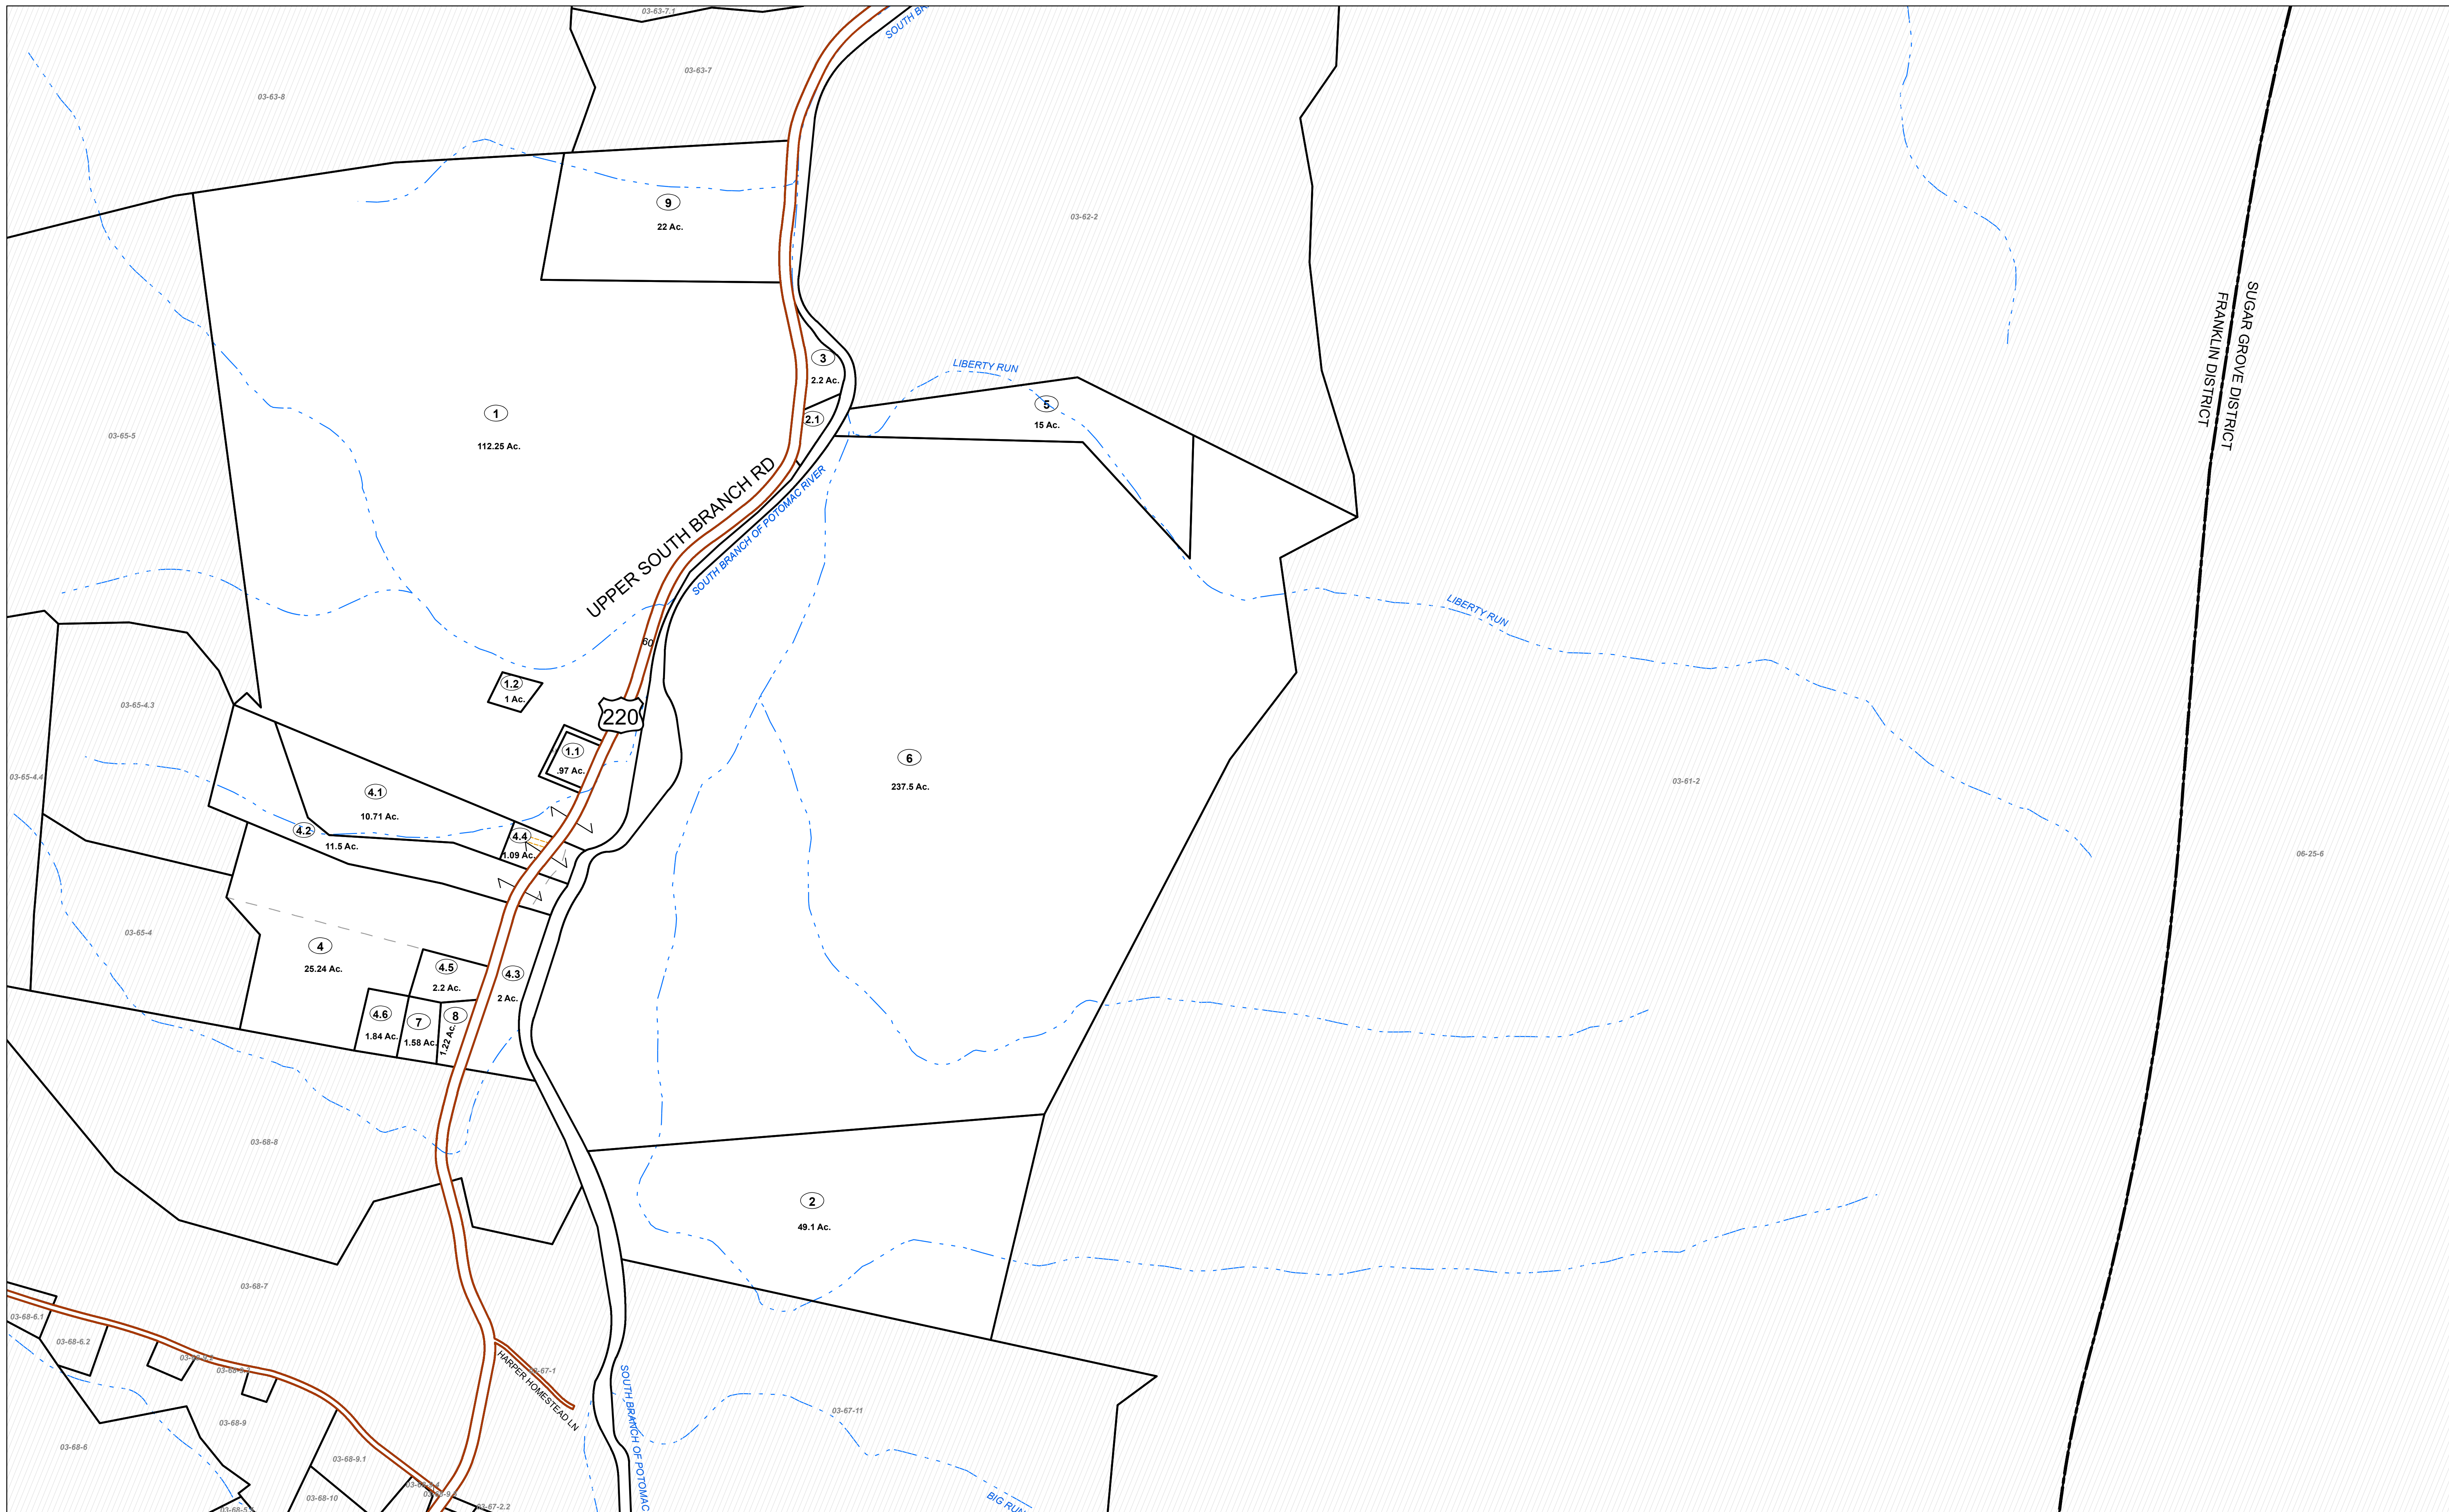 03-63-7.1
03-63-7
03-63-8
03-62-2
9
22 Ac.
SUGAR GROVE DISTRICT
FRANKLIN DISTRICT
3
2.2 Ac.
LIBERTY RUN
5
15 Ac.
1
112.25 Ac.
2.1
03-65-5
UPPER SOUTH BRANCH RD
SOUTH BRANCH OF POTOMAC RIVER
LIBERTY RUN
60
1.2
1 Ac.
03-65-4.3
220
1.1
.97 Ac.
6
237.5 Ac.
03-65-4.4
03-61-2
4.1
10.71 Ac.
4.2
11.5 Ac.
4.4
1.09 Ac.
06-25-6
03-65-4
4
25.24 Ac.
4.5
2.2 Ac.
4.3
2 Ac.
4.6
1.84 Ac.
7
1.58 Ac.
8
1.22 Ac.
03-68-8
2
49.1 Ac.
03-68-7
03-68-6.1
03-68-6.2
HARPER HOMESTEAD LN
SOUTH BRANCH OF POTOMAC
03-67-11
03-68-9
03-68-6
03-68-9.1
03-68-10
03-67-2.2
BIG RUN